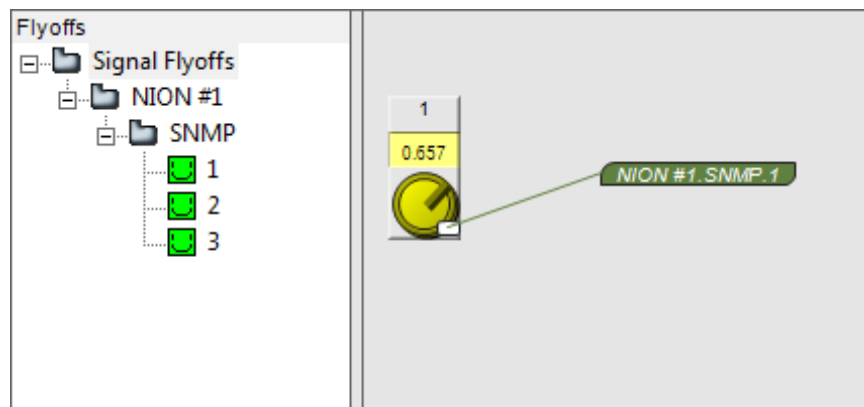 Flyoffs
Signal Flyoffs
NION #1
SNMP
1
2
3
1
0.657
NION #1.SNMP.1